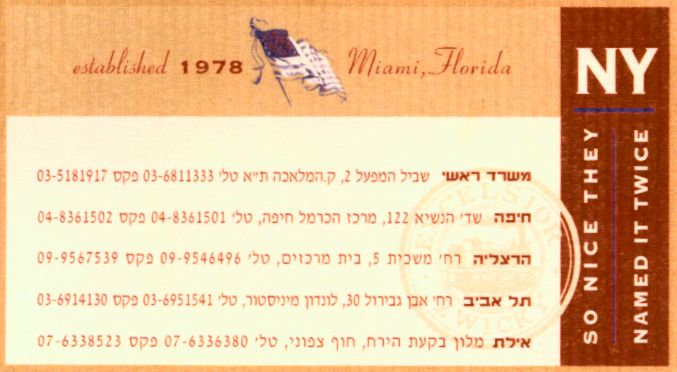 established 1978 Miami, Florida
משרד ראשי שביל המפעל 2, ק.המלאכה ת״א טל׳ 03-6811333 פקס 03-5181917
חיפה שד׳ הנשיא 122, מרכז הכרמל חיפה, טל׳ 04-8361501 פקס 04-8361502
הרצליה רח׳ משכית 5, בית מרכזים, טל׳ 09-9546496 פקס 09-9567539
תל אביב רח׳ אבן גבירול 30, לונדון מיניסטור, טל׳ 03-6951541 פקס 03-6914130
אילת מלון בקעת הירח, חוף צפוני, טל׳ 07-6336380 פקס 07-6338523
EXCELSIOR
NY
SO NICE THEY
NAMED IT TWICE